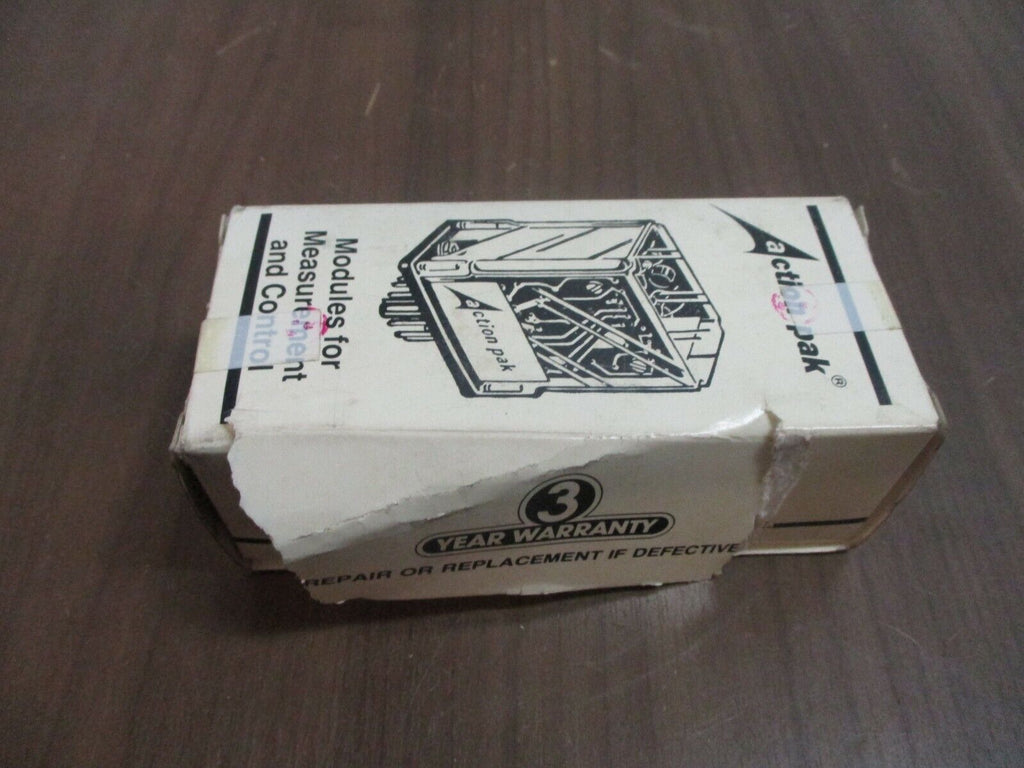 action pak®
action pak
Modules for
Measurement
and Control
3
YEAR WARRANTY
REPAIR OR REPLACEMENT IF DEFECTIVE